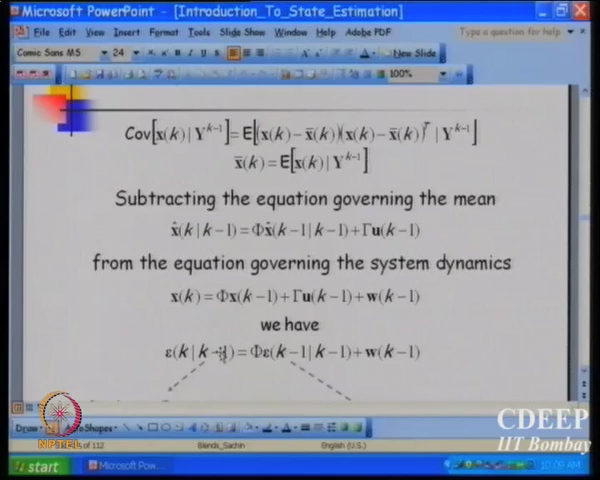 Microsoft PowerPoint - [Introduction_To_State_Estimation]
File Edit View Insert Format Tools Slide Show Window Help Adobe PDF
Type a question for help
Comic Sans MS 24 B I U S New Slide
100%
Cov[x(k) | Y^{k-1}] = E[(x(k) − x̄(k))(x(k) − x̄(k))^T | Y^{k-1}]
x̄(k) = E[x(k) | Y^{k-1}]
Subtracting the equation governing the mean
x̂(k | k − 1) = Φx̂(k − 1 | k − 1) + Γu(k − 1)
from the equation governing the system dynamics
x(k) = Φx(k − 1) + Γu(k − 1) + w(k − 1)
we have
ε(k | k − 1) = Φε(k − 1 | k − 1) + w(k − 1)
Draw AutoShapes
of 112 Blends_Sachin English (U.S.)
NPTEL
CDEEP
IIT Bombay
start Microsoft Pow... 10:09 AM